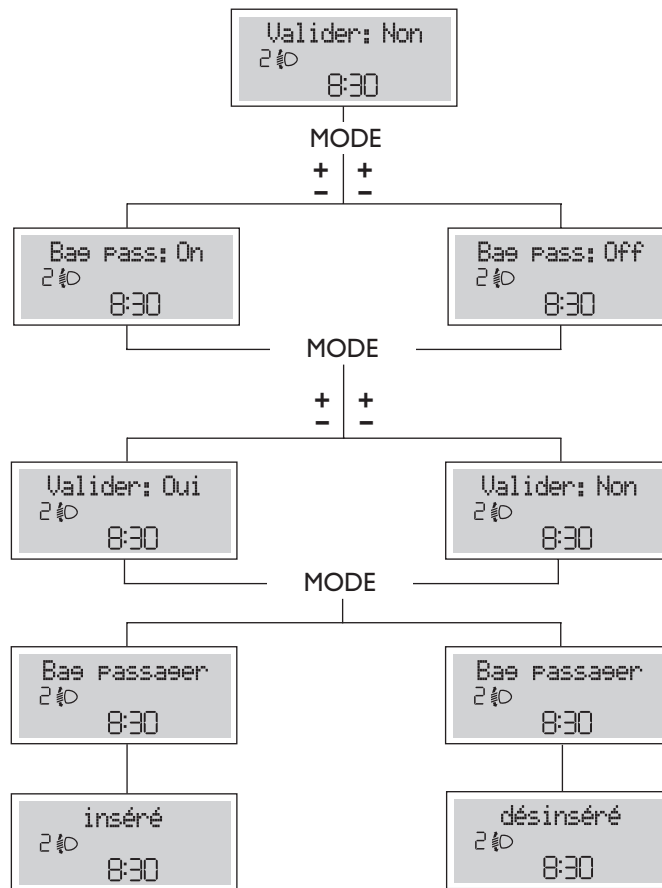 Valider: Non
2
8:30
MODE
+ +
– –
Bag pass: On
2
8:30
Bag pass: Off
2
8:30
MODE
+ +
– –
Valider: Oui
2
8:30
Valider: Non
2
8:30
MODE
Bag passager
2
8:30
Bag passager
2
8:30
inséré
2
8:30
désinséré
2
8:30